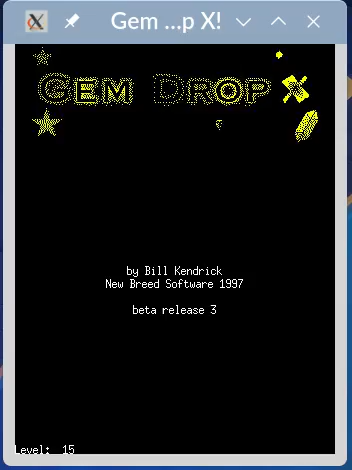 Gem ...p X!
GEM DROP X
by Bill Kendrick
New Breed Software 1997
beta release 3
Level:  15